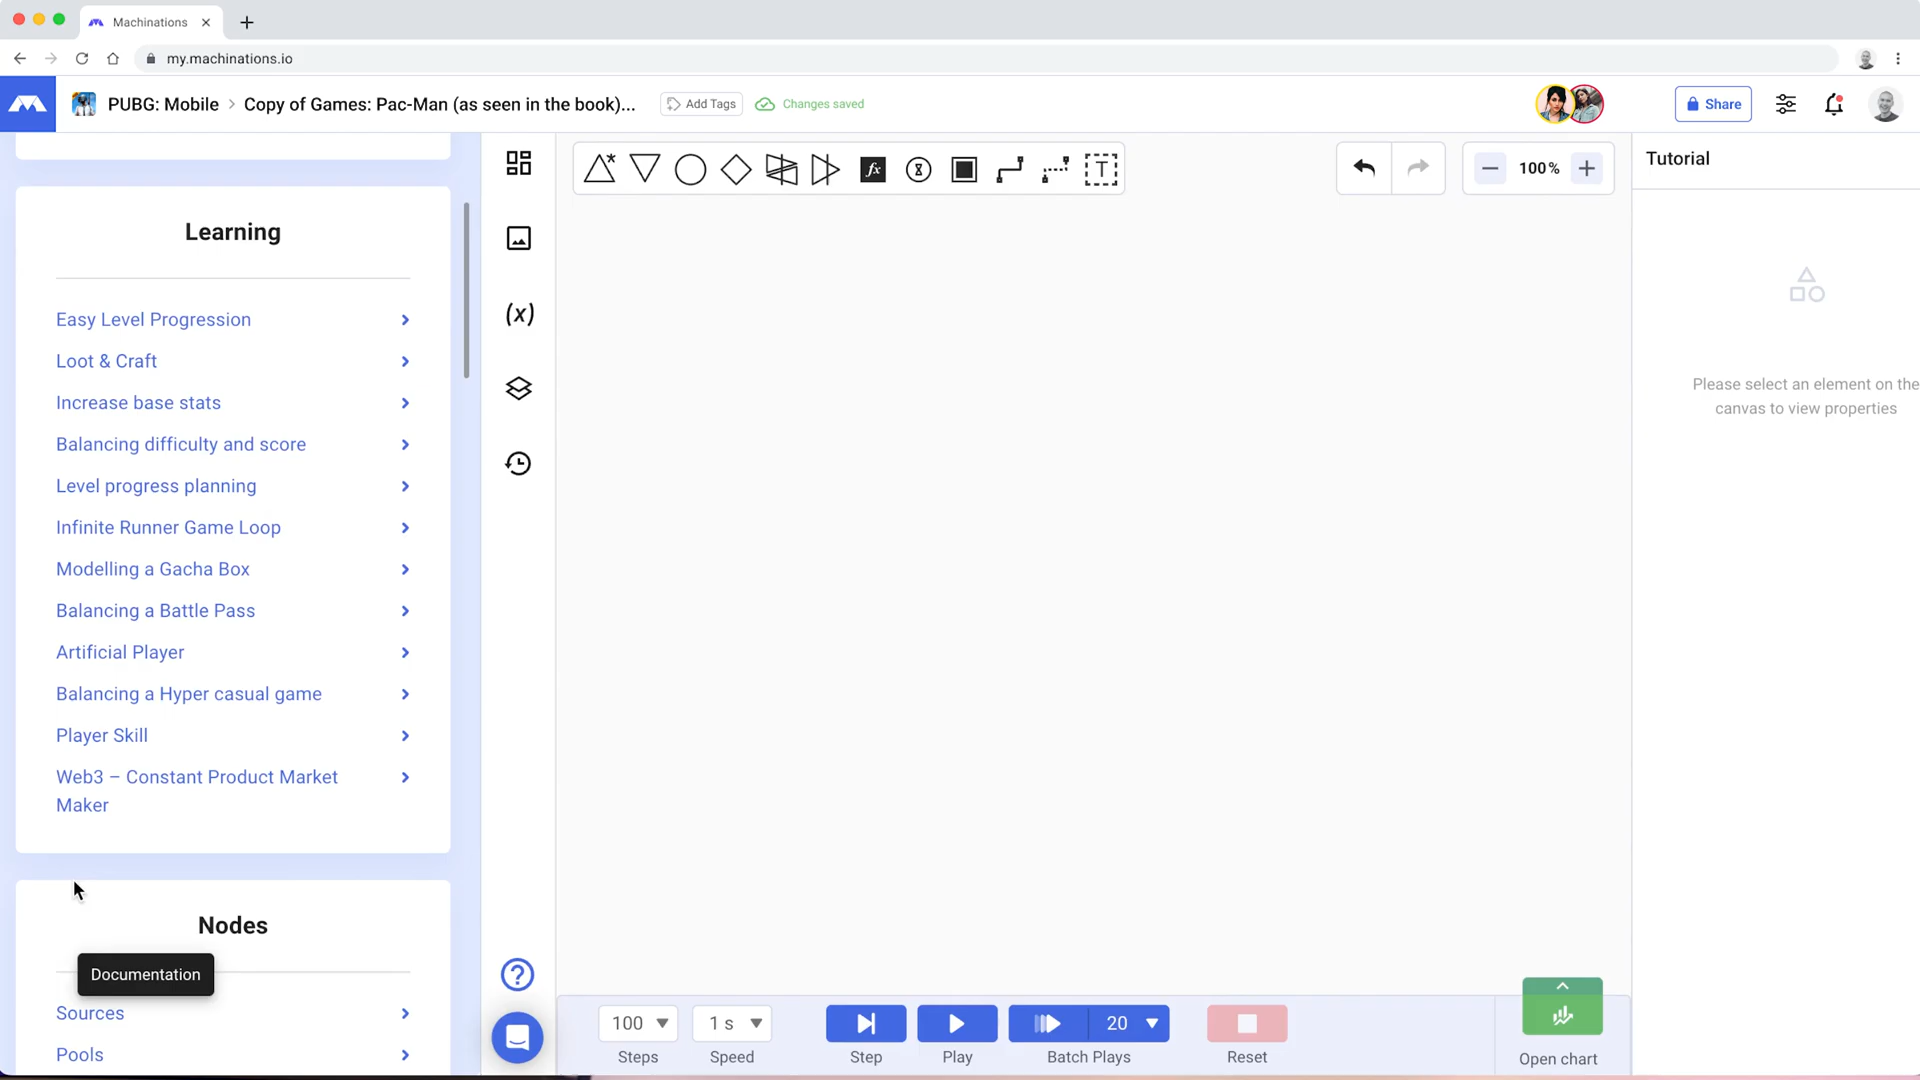 Machinations
my.machinations.io
PUBG: Mobile > Copy of Games: Pac-Man (as seen in the book)...
Add Tags
Changes saved
Share
Learning
Easy Level Progression
Loot & Craft
Increase base stats
Balancing difficulty and score
Level progress planning
Infinite Runner Game Loop
Modelling a Gacha Box
Balancing a Battle Pass
Artificial Player
Balancing a Hyper casual game
Player Skill
Web3 – Constant Product Market
Maker
Nodes
Documentation
Sources
Pools
(x)
fx
T
100%
Tutorial
Please select an element on the
canvas to view properties
?
100
Steps
1 s
Speed
Step
Play
20
Batch Plays
Reset
Open chart